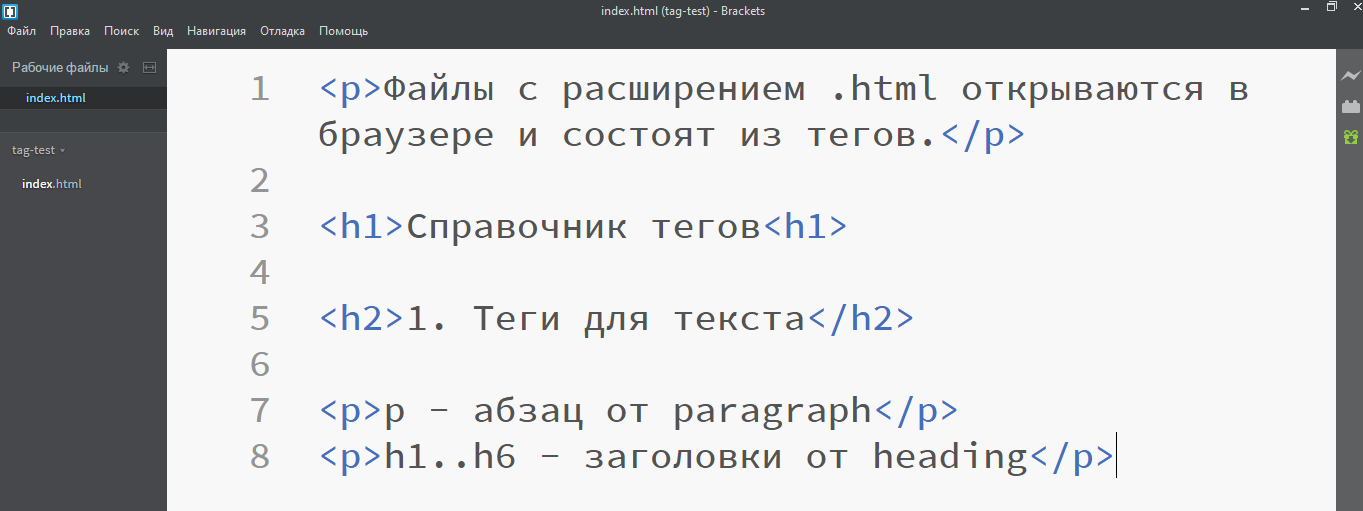 index.html (tag-test) - Brackets
Файл Правка Поиск Вид Навигация Отладка Помощь
Рабочие файлы
index.html
tag-test
index.html
1 <p>Файлы с расширением .html открываются в
браузере и состоят из тегов.</p>
2
3 <h1>Справочник тегов<h1>
4
5 <h2>1. Теги для текста</h2>
6
7 <p>p - абзац от paragraph</p>
8 <p>h1..h6 - заголовки от heading</p>